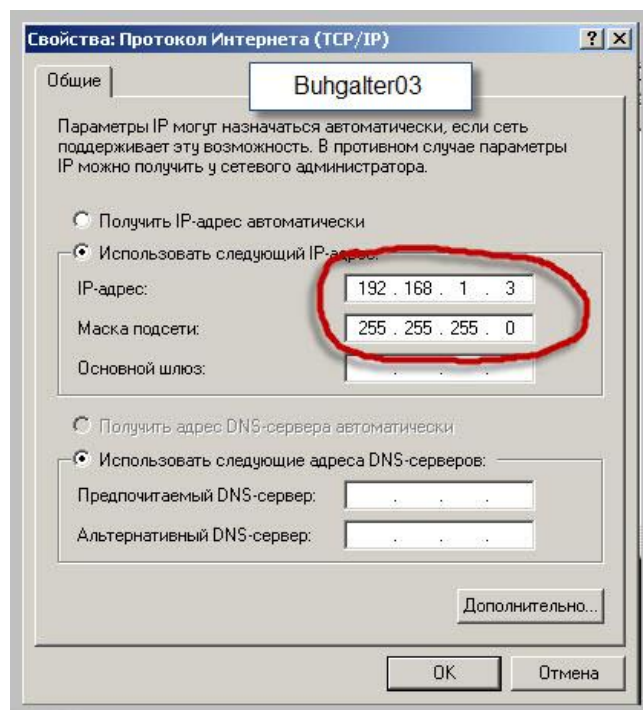 Свойства: Протокол Интернета (TCP/IP)
Общие
Buhgalter03
Параметры IP могут назначаться автоматически, если сеть
поддерживает эту возможность. В противном случае параметры
IP можно получить у сетевого администратора.
Получить IP-адрес автоматически
Использовать следующий IP-адрес:
IP-адрес: 192 . 168 . 1 . 3
Маска подсети: 255 . 255 . 255 . 0
Основной шлюз: . . .
Получить адрес DNS-сервера автоматически
Использовать следующие адреса DNS-серверов:
Предпочитаемый DNS-сервер: . . .
Альтернативный DNS-сервер: . . .
Дополнительно...
OK Отмена